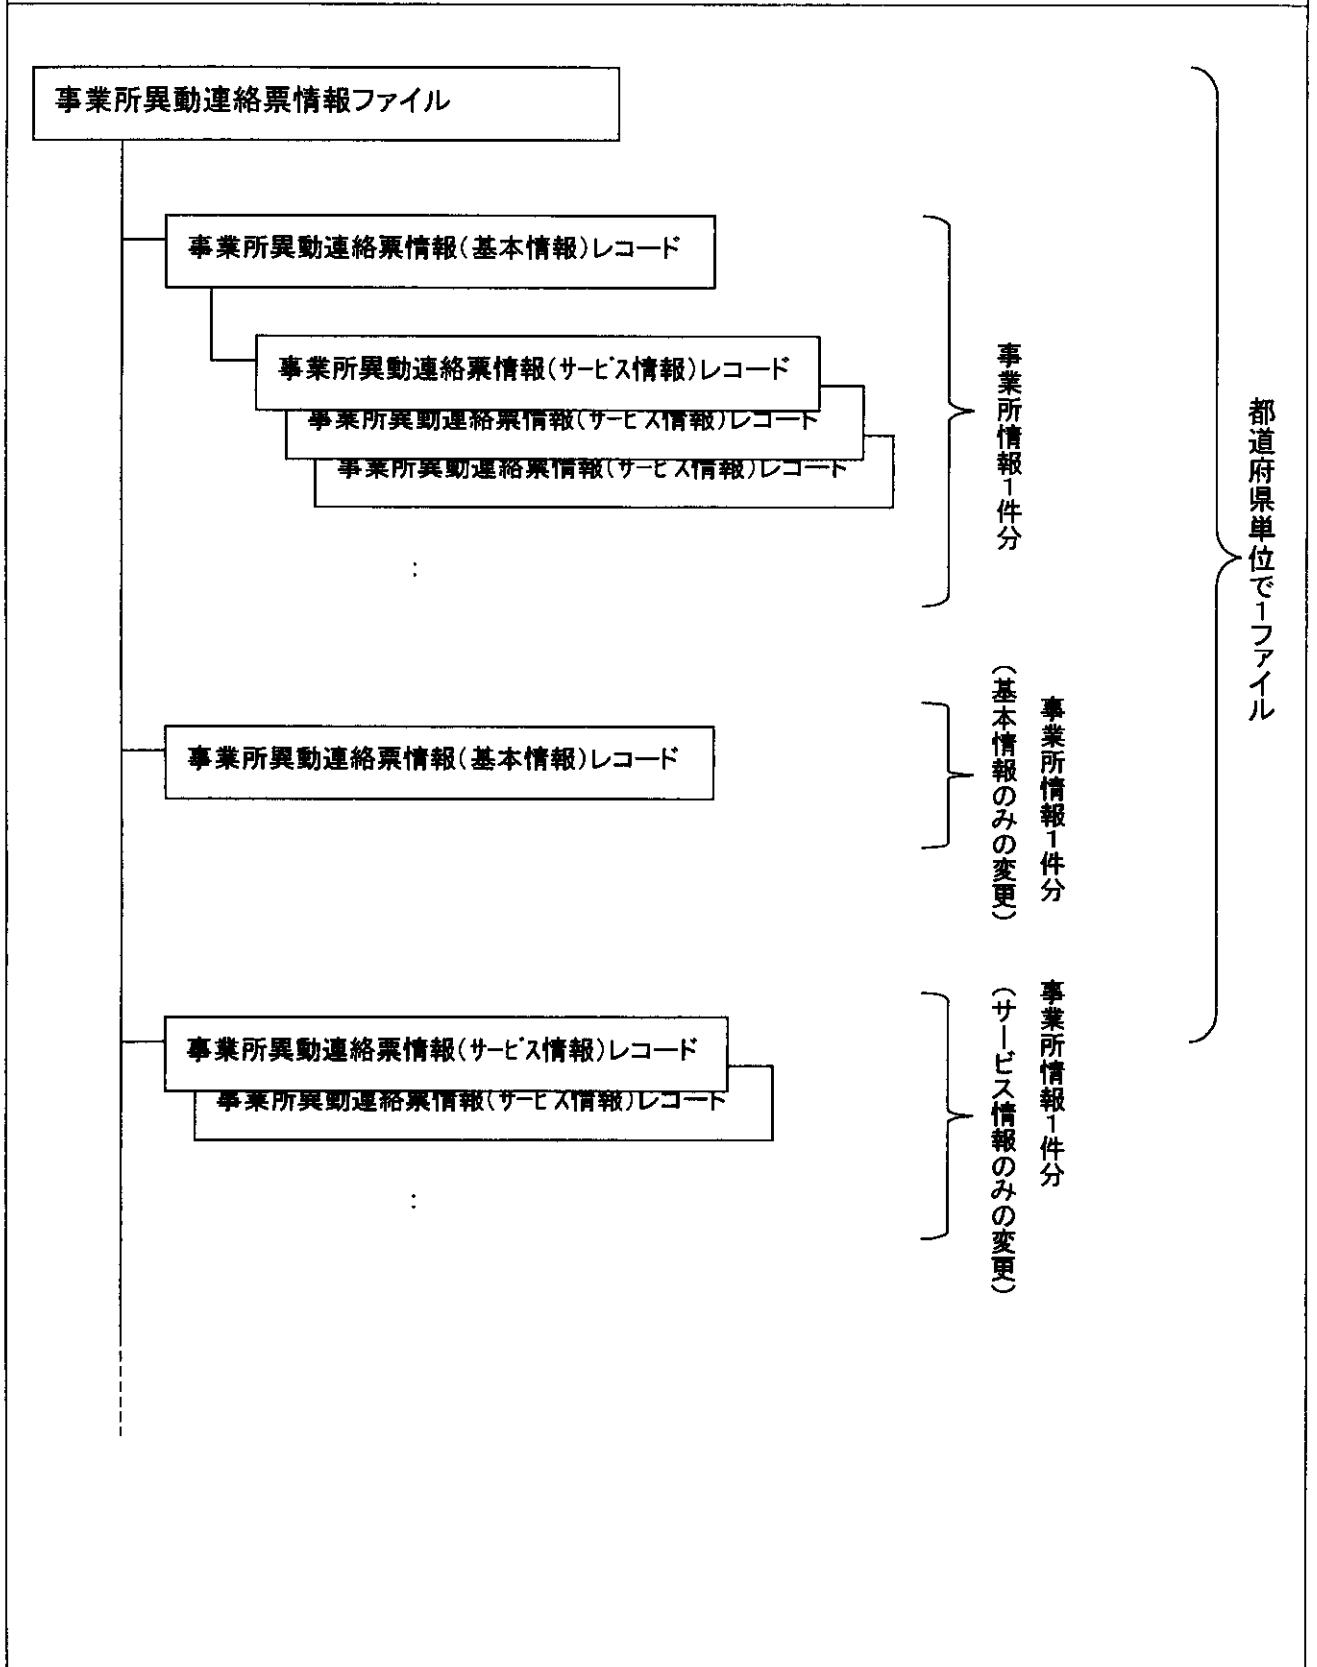 事業所異動連絡票情報ファイル
事業所異動連絡票情報(基本情報)レコード
事業所異動連絡票情報(サービス情報)レコード
事業所異動連絡票情報(サービス情報)レコード
事業所異動連絡票情報(サービス情報)レコード
:
事業所情報1件分
都道府県単位で1ファイル
事業所異動連絡票情報(基本情報)レコード
事業所情報1件分
(基本情報のみの変更)
事業所異動連絡票情報(サービス情報)レコード
事業所異動連絡票情報(サービス情報)レコード
:
事業所情報1件分
(サービス情報のみの変更)